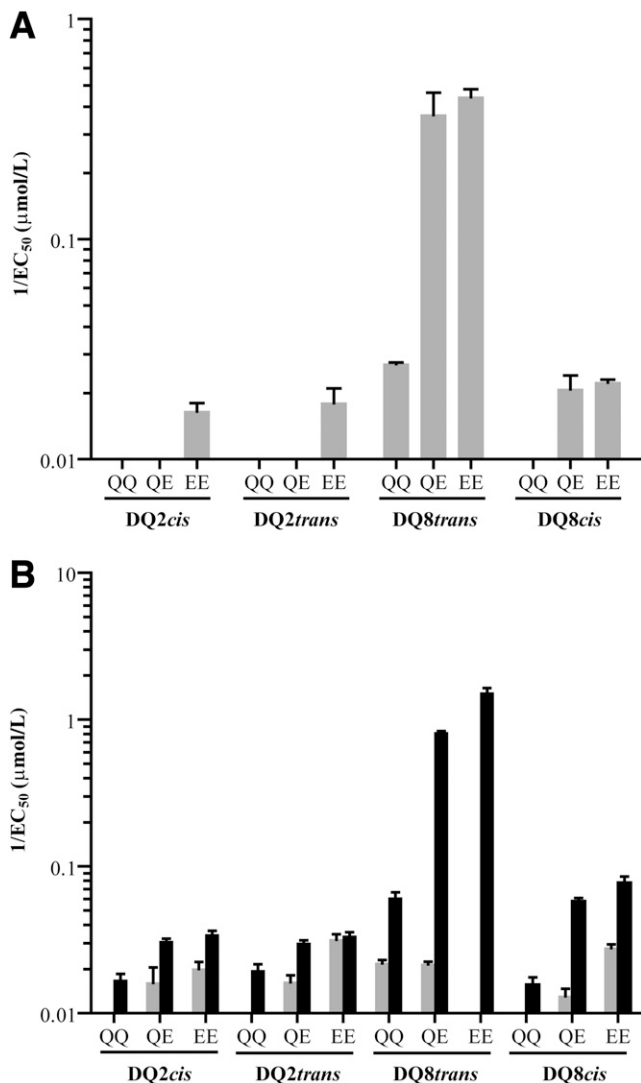 A
1/EC50 (μmol/L)
1
0.1
0.01
QQ QE EE QQ QE EE QQ QE EE QQ QE EE
DQ2cis DQ2trans DQ8trans DQ8cis
B
1/EC50 (μmol/L)
10
1
0.1
0.01
QQ QE EE QQ QE EE QQ QE EE QQ QE EE
DQ2cis DQ2trans DQ8trans DQ8cis